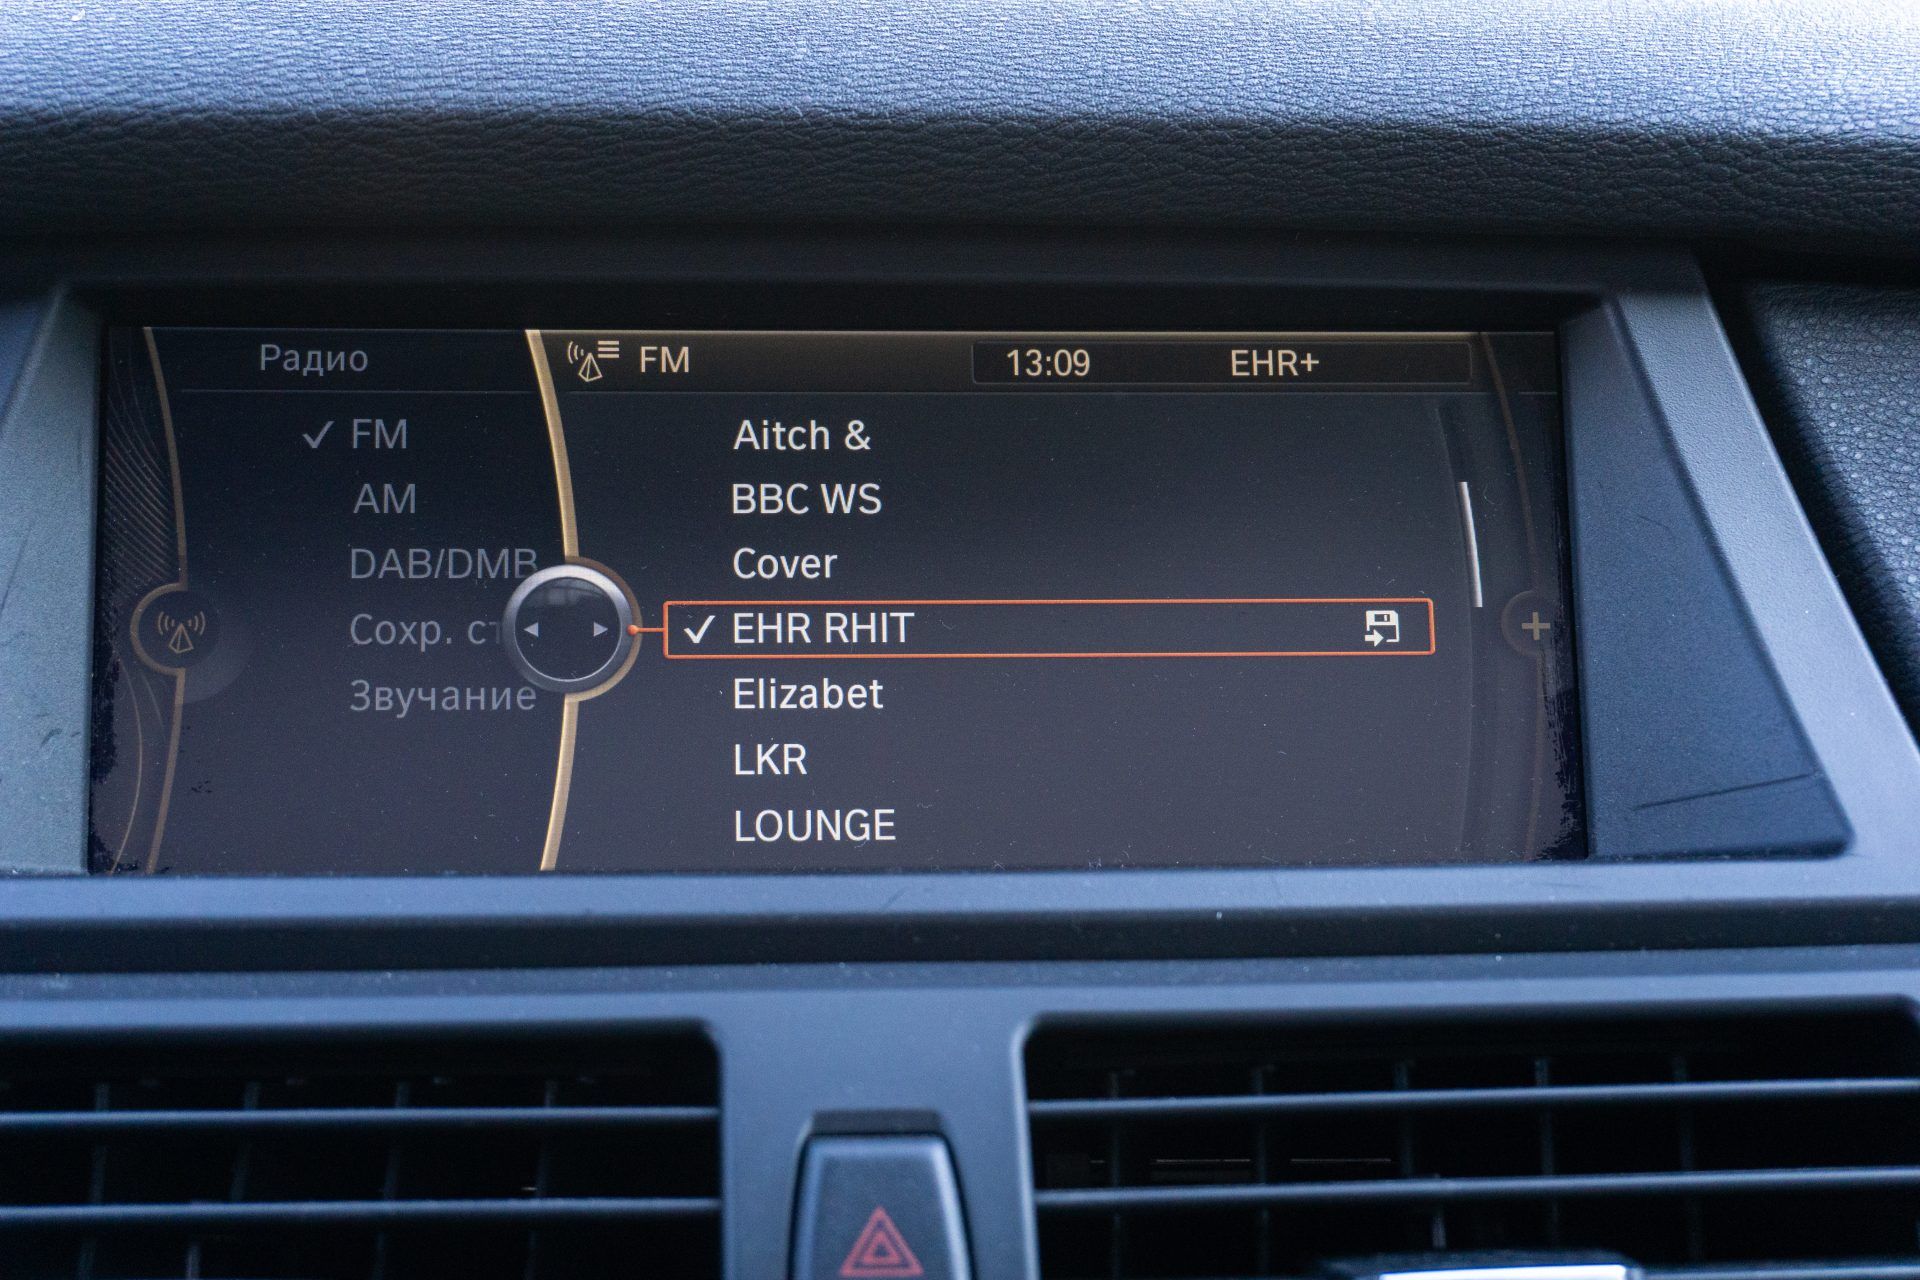 Радио
FM
AM
DAB/DMB
Сохр.
Звучание
FM
13:09
EHR+
Aitch &
BBC WS
Cover
EHR RHIT
Elizabet
LKR
LOUNGE